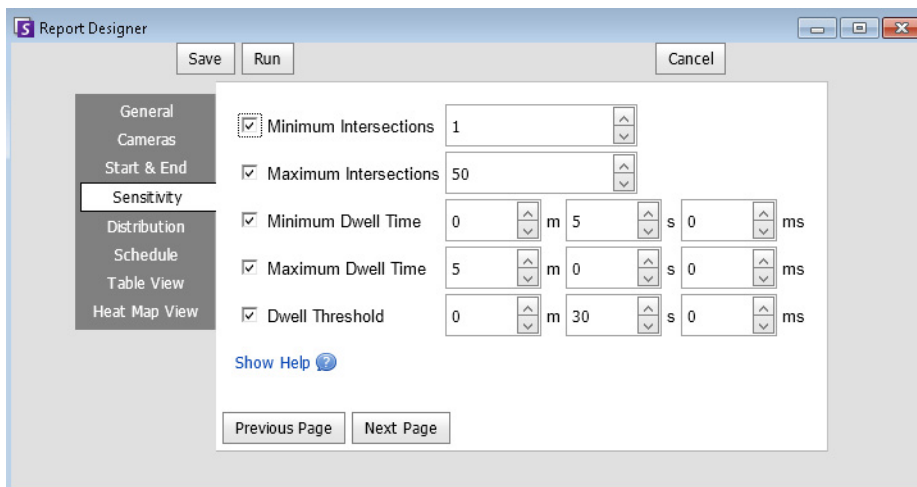 Report Designer
Save Run Cancel
General
Cameras
Start & End
Sensitivity
Distribution
Schedule
Table View
Heat Map View
Minimum Intersections 1
Maximum Intersections 50
Minimum Dwell Time 0 m 5 s 0 ms
Maximum Dwell Time 5 m 0 s 0 ms
Dwell Threshold 0 m 30 s 0 ms
Show Help ?
Previous Page Next Page